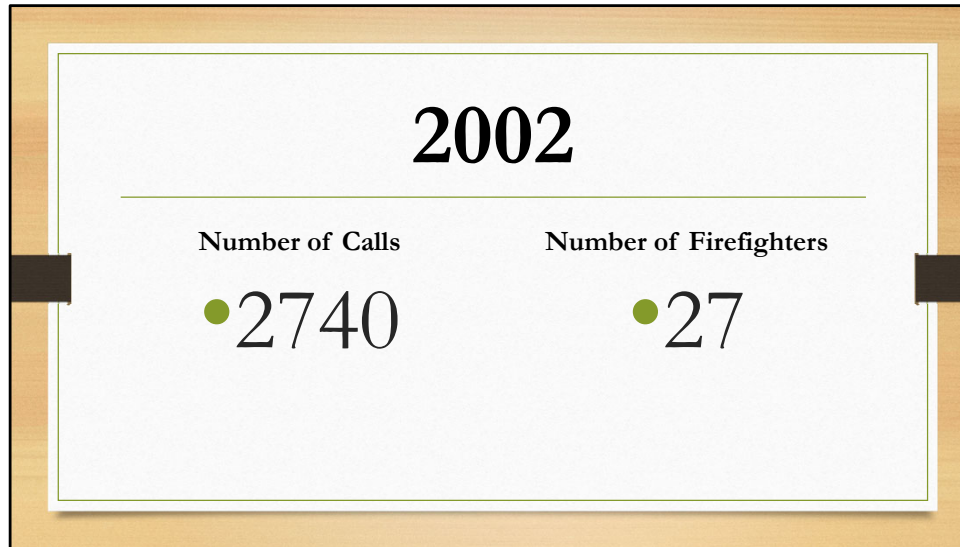 2002
Number of Calls
•2740
Number of Firefighters
•27